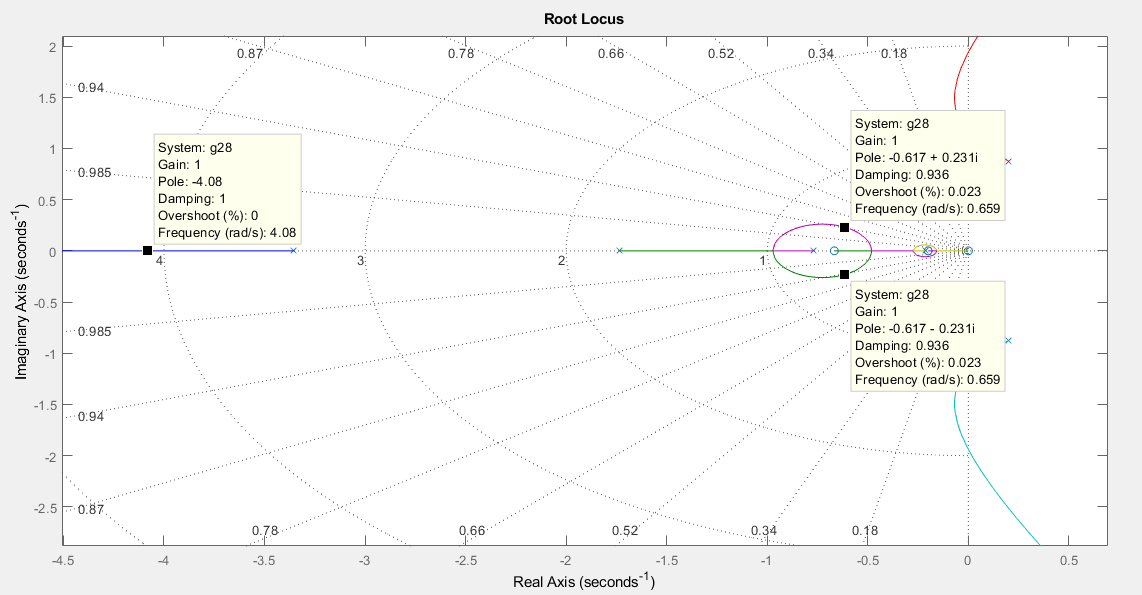 Root Locus
2
1.5
1
0.5
0
-0.5
-1
-1.5
-2
-2.5
Imaginary Axis (seconds-1)
0.87
0.78
0.66
0.52
0.34
0.18
0.94
0.985
System: g28
Gain: 1
Pole: -4.08
Damping: 1
Overshoot (%): 0
Frequency (rad/s): 4.08
System: g28
Gain: 1
Pole: -0.617 + 0.231i
Damping: 0.936
Overshoot (%): 0.023
Frequency (rad/s): 0.659
4
3
2
1
System: g28
Gain: 1
Pole: -0.617 - 0.231i
Damping: 0.936
Overshoot (%): 0.023
Frequency (rad/s): 0.659
0.985
0.94
0.87
0.78
0.66
0.52
0.34
0.18
-4.5
-4
-3.5
-3
-2.5
-2
-1.5
-1
-0.5
0
0.5
Real Axis (seconds-1)